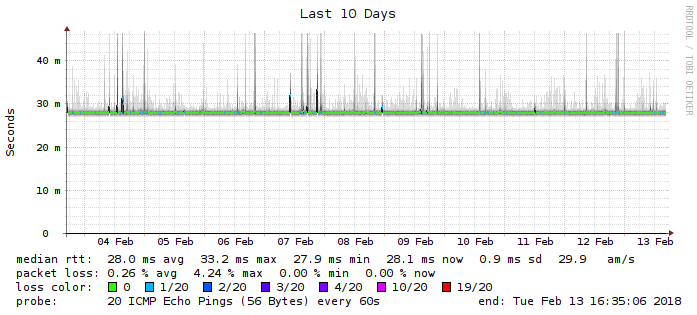 Last 10 Days
RRDTOOL / TOBI OETIKER
Seconds
40 m
30 m
20 m
10 m
0
04 Feb 05 Feb 06 Feb 07 Feb 08 Feb 09 Feb 10 Feb 11 Feb 12 Feb 13 Feb
median rtt: 28.0 ms avg 33.2 ms max 27.9 ms min 28.1 ms now 0.9 ms sd 29.9 am/s
packet loss: 0.26 % avg 4.24 % max 0.00 % min 0.00 % now
loss color: 0 1/20 2/20 3/20 4/20 10/20 19/20
probe: 20 ICMP Echo Pings (56 Bytes) every 60s end: Tue Feb 13 16:35:06 2018